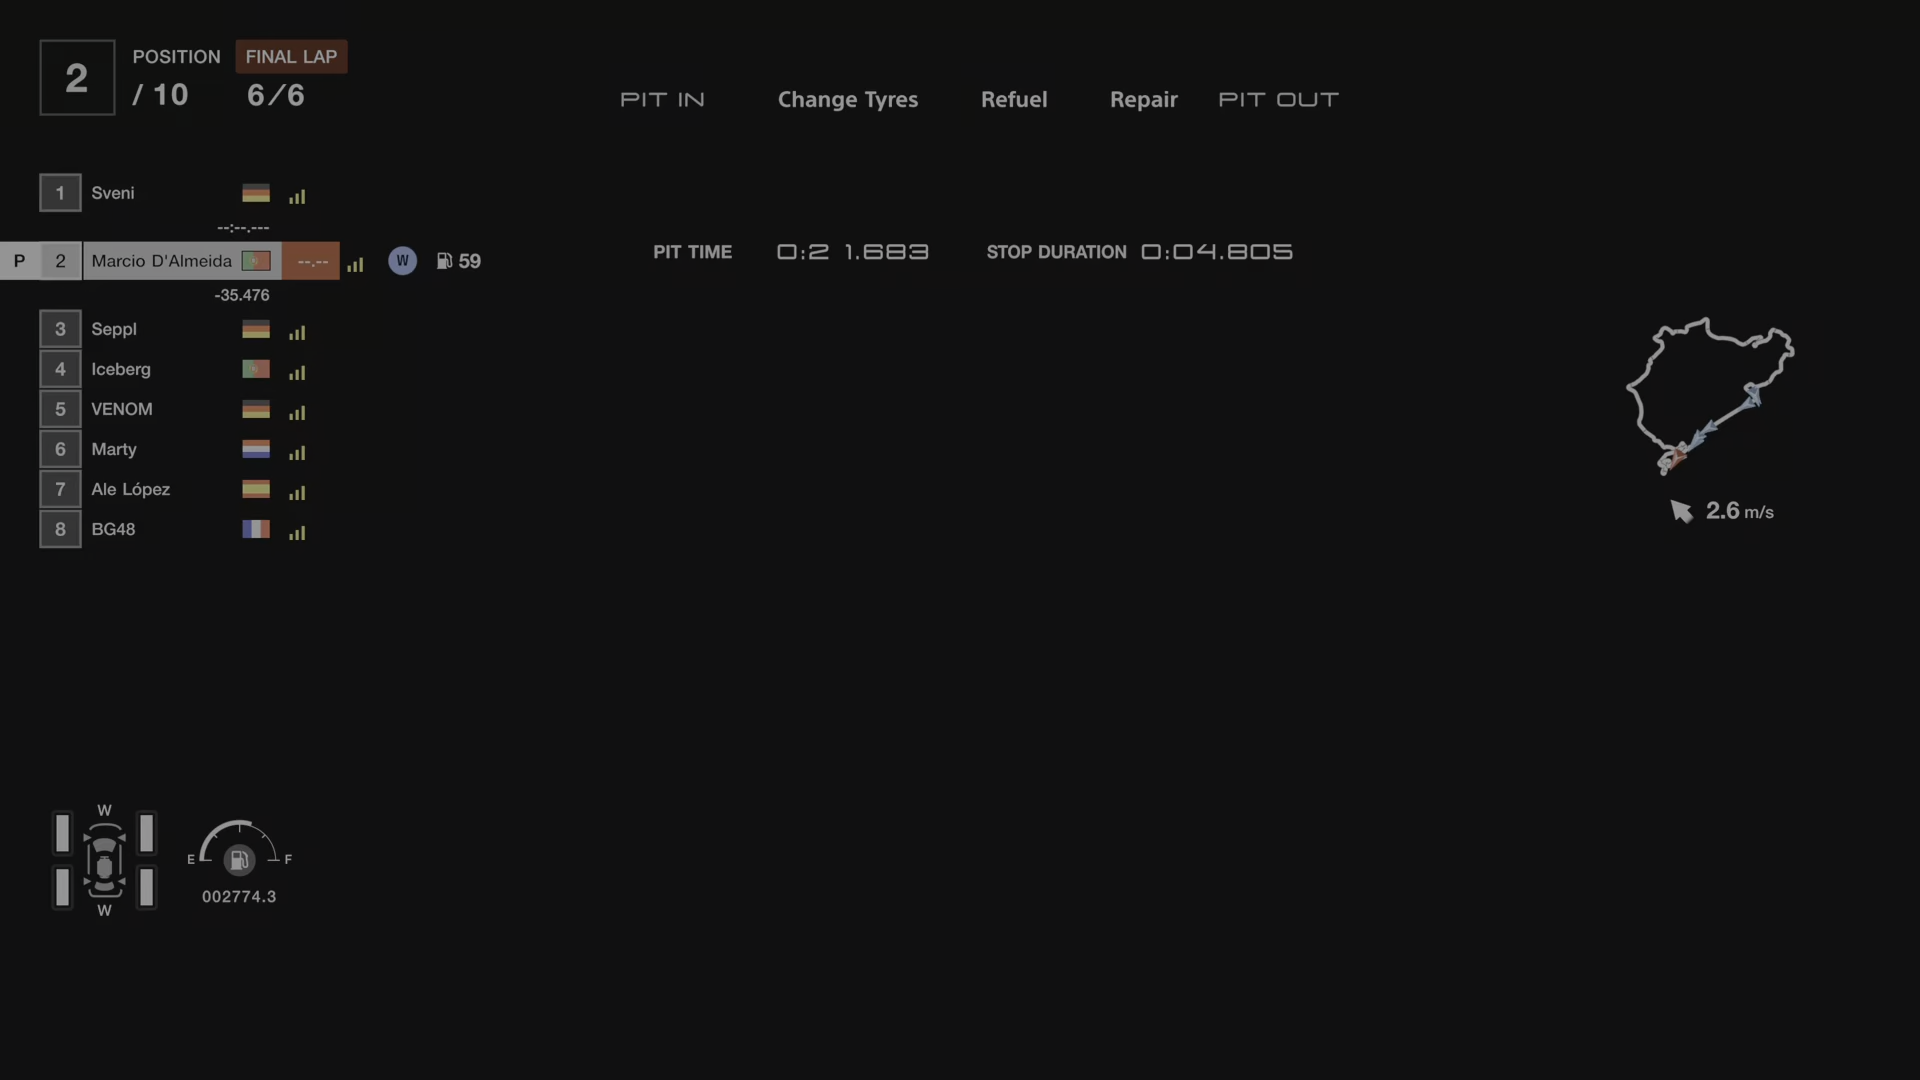 2 POSITION FINAL LAP
/ 10 6/6
PIT IN Change Tyres Refuel Repair PIT OUT
1 Sveni
--:--.---
P 2 Marcio D'Almeida --.-- W 59
-35.476
PIT TIME 0:21.683 STOP DURATION 0:04.805
3 Seppl
4 Iceberg
5 VENOM
6 Marty
7 Ale López
8 BG48
2.6 m/s
W
W
E F
002774.3